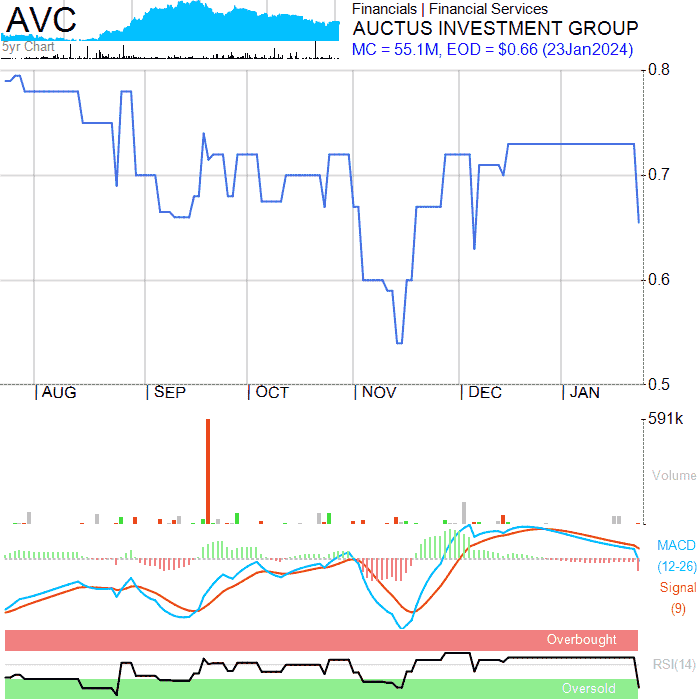 AVC
5yr Chart
Financials | Financial Services
AUCTUS INVESTMENT GROUP
MC = 55.1M, EOD = $0.66 (23Jan2024)
0.8
0.7
0.6
0.5
AUG SEP OCT NOV DEC JAN
591k
Volume
MACD
(12-26)
Signal
(9)
Overbought
RSI(14)
Oversold